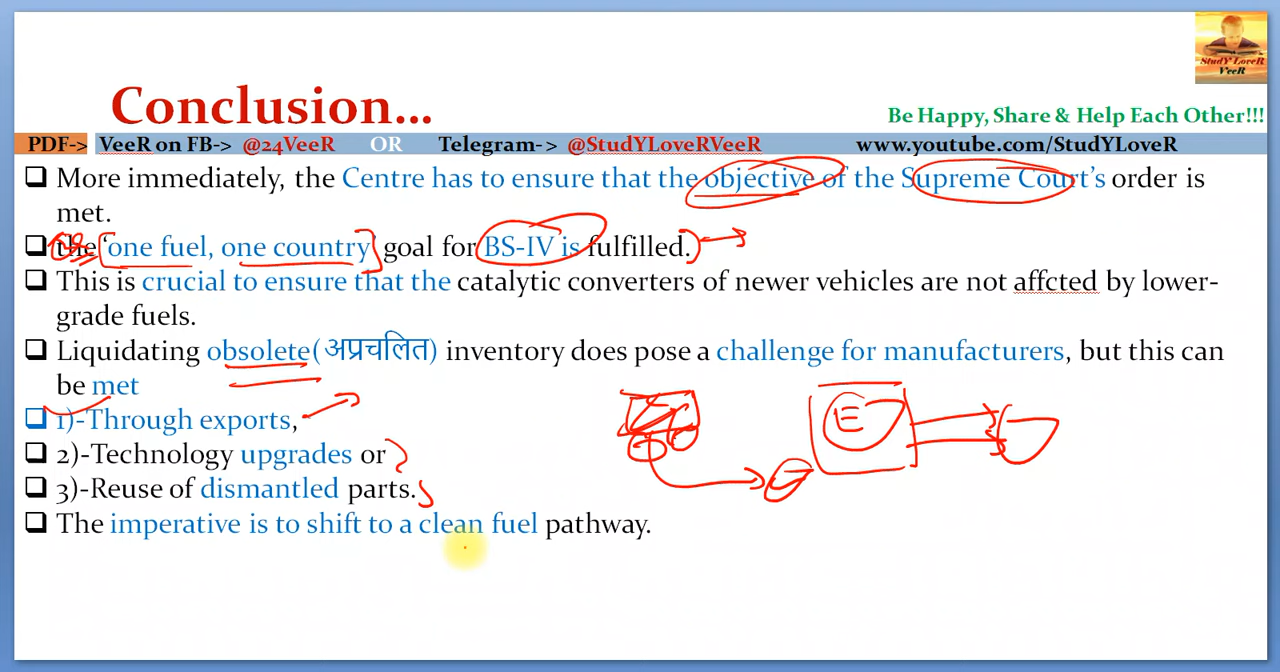 StudY LoveR
VeeR
Conclusion...
Be Happy, Share & Help Each Other!!!
PDF-> VeeR on FB-> @24VeeR OR Telegram-> @StudYLoveRVeeR www.youtube.com/StudYLoveR
❑ More immediately, the Centre has to ensure that the objective of the Supreme Court's order is
met.
❑ the 'one fuel, one country' goal for BS-IV is fulfilled.
❑ This is crucial to ensure that the catalytic converters of newer vehicles are not affcted by lower-
grade fuels.
❑ Liquidating obsolete(अप्रचलित) inventory does pose a challenge for manufacturers, but this can
be met
❑ 1)-Through exports,
❑ 2)-Technology upgrades or
❑ 3)-Reuse of dismantled parts.
❑ The imperative is to shift to a clean fuel pathway.
E